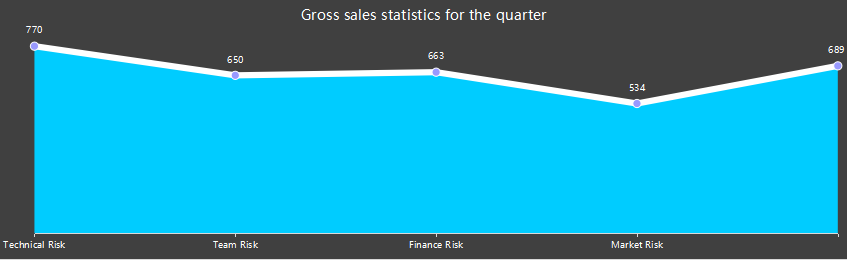 Gross sales statistics for the quarter
770
650
663
534
689
Technical Risk
Team Risk
Finance Risk
Market Risk